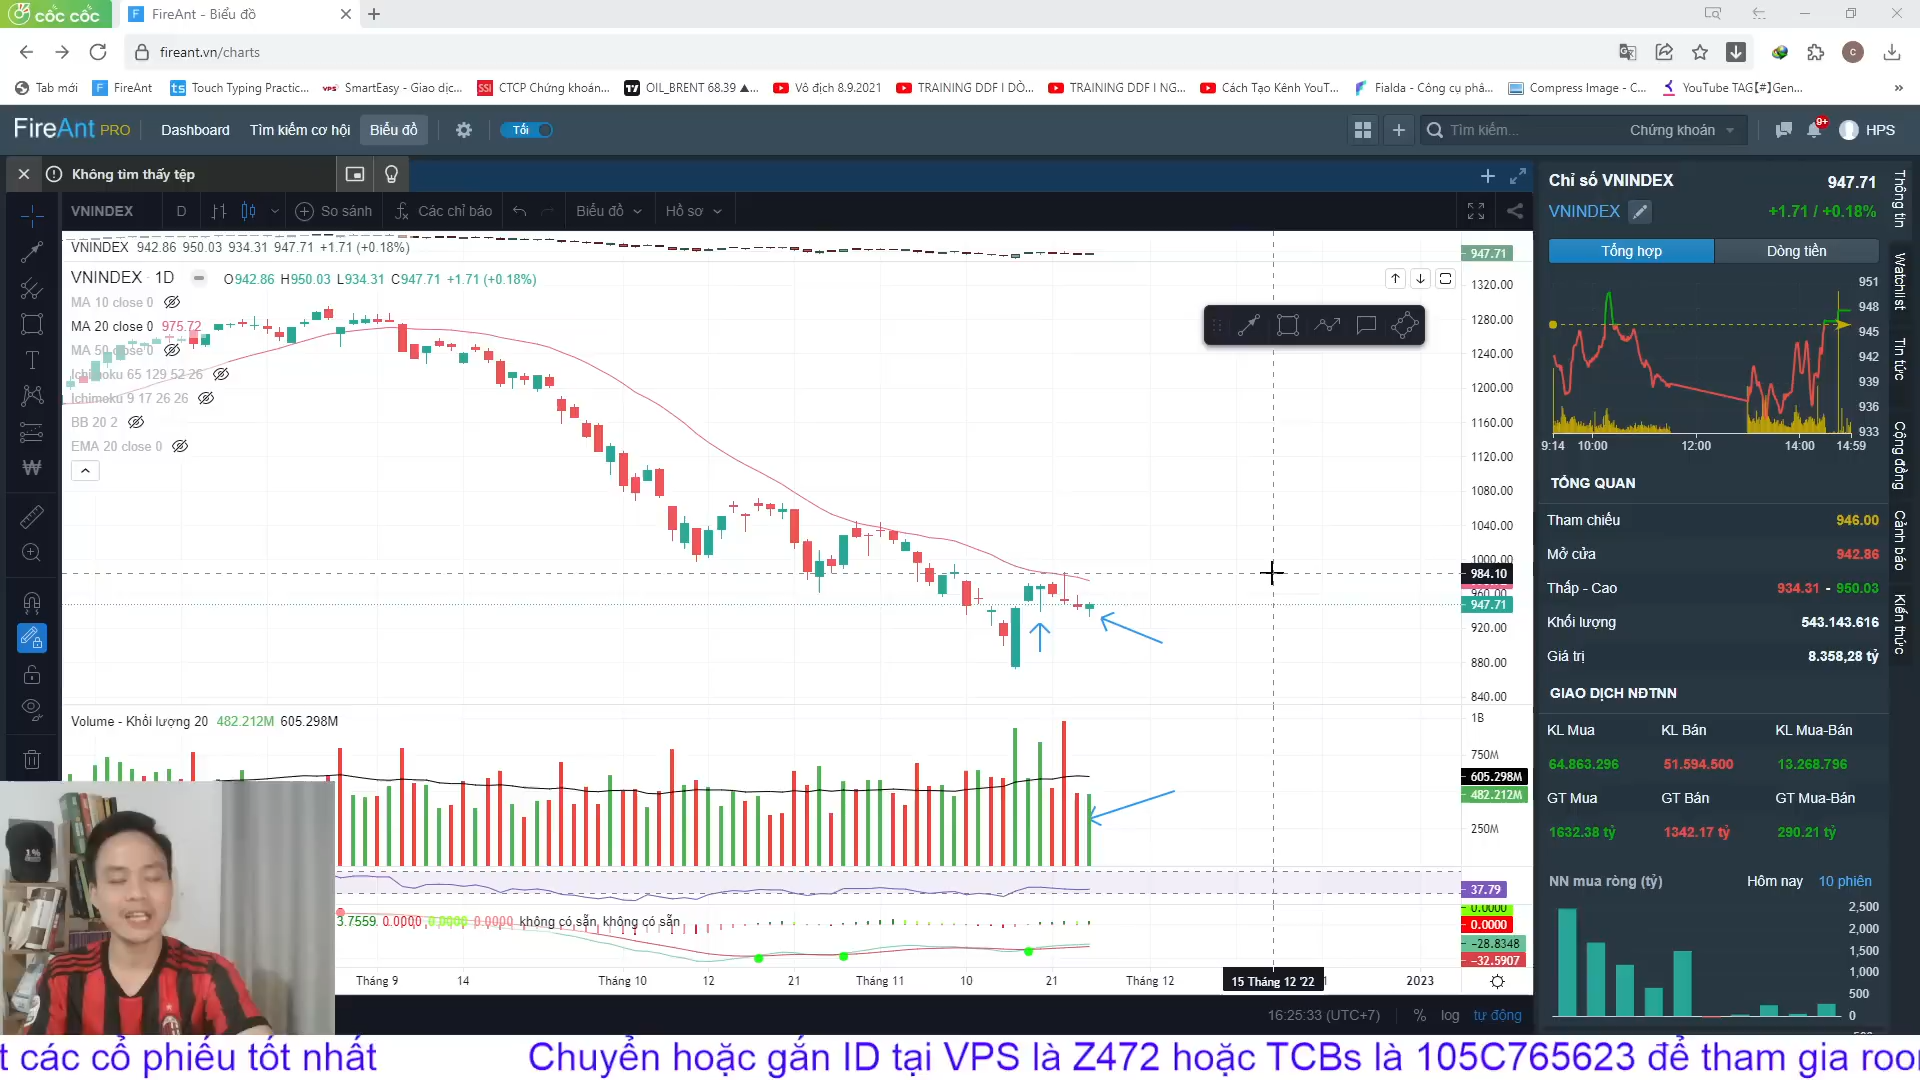 cốc cốc
FireAnt - Biểu đồ
fireant.vn/charts
C
Tab mới
FireAnt
Touch Typing Practic...
SmartEasy - Giao dịc...
CTCP Chứng khoán...
OIL_BRENT 68.39 ▲...
Vô địch 8.9.2021
TRAINING DDF I DÒ...
TRAINING DDF I NG...
Cách Tạo Kênh YouT...
Fialda - Công cụ phâ...
Compress Image - C...
YouTube TAG【#】Gen...
FireAnt PRO
Dashboard
Tìm kiếm cơ hội
Biểu đồ
Tối
Tìm kiếm...
Chứng khoán
9+
HPS
Không tìm thấy tệp
VNINDEX
D
So sánh
Các chỉ báo
Biểu đồ
Hồ sơ
VNINDEX 942.86 950.03 934.31 947.71 +1.71 (+0.18%)
VNINDEX · 1D
O942.86 H950.03 L934.31 C947.71 +1.71 (+0.18%)
MA 10 close 0
MA 20 close 0 975.72
MA 50 close 0
Ichimoku 65 129 52 26
Ichimoku 9 17 26 26
BB 20 2
EMA 20 close 0
947.71
1320.00
1280.00
1240.00
1200.00
1160.00
1120.00
1080.00
1040.00
1000.00
984.10
960.00
947.71
920.00
880.00
840.00
Volume - Khối lượng 20 482.212M 605.298M
1B
750M
605.298M
482.212M
250M
37.79
3.7559 0.0000 0.0000 0.0000 không có sẵn, không có sẵn
0.0000
0.0000
−28.8348
−32.5907
Tháng 9
14
Tháng 10
12
21
Tháng 11
10
21
Tháng 12
15 Tháng 12 '22
2023
16:25:33 (UTC+7)
%
log
tự động
Chỉ số VNINDEX
947.71
VNINDEX
+1.71 / +0.18%
Tổng hợp
Dòng tiền
951
948
945
942
939
936
933
9:14
10:00
12:00
14:00
14:59
TỔNG QUAN
Tham chiếu 946.00
Mở cửa 942.86
Thấp - Cao 934.31 - 950.03
Khối lượng 543.143.616
Giá trị 8.358,28 tỷ
GIAO DỊCH NĐTNN
KL Mua
KL Bán
KL Mua-Bán
64.863.296
51.594.500
13.268.796
GT Mua
GT Bán
GT Mua-Bán
1632.38 tỷ
1342.17 tỷ
290.21 tỷ
NN mua ròng (tỷ)
Hôm nay
10 phiên
2,500
2,000
1,500
1,000
500
0
Thông tin
Watchlist
Tin tức
Cộng đồng
Cảnh báo
Kiến thức
t các cổ phiếu tốt nhất
Chuyển hoặc gắn ID tại VPS là Z472 hoặc TCBs là 105C765623 để tham gia roo